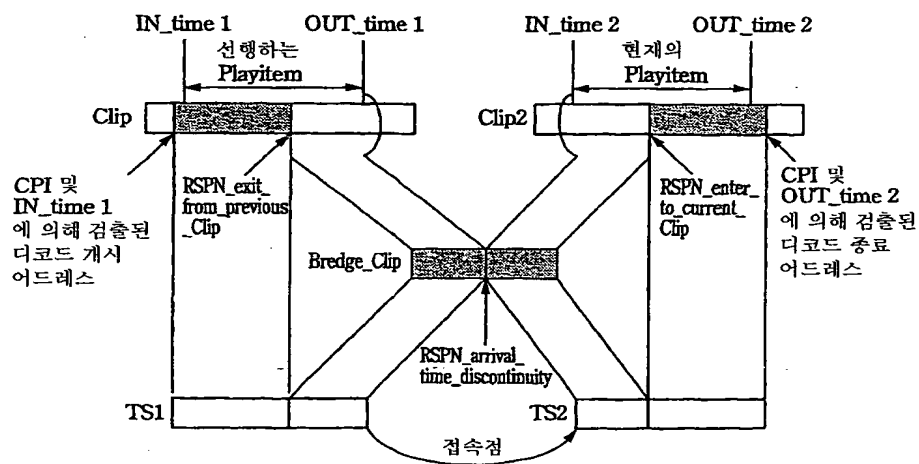 IN_time 1
OUT_time 1
IN_time 2
OUT_time 2
선행하는
Playitem
현재의
Playitem
Clip
Clip2
CPI 및
IN_time 1
에 의해 검출된
디코드 개시
어드레스
RSPN_exit_
from_previous
_Clip
RSPN_enter_
to_current_
Clip
CPI 및
OUT_time 2
에 의해 검출된
디코드 종료
어드레스
Bredge_Clip
RSPN_arrival_
time_discontinuity
TS1
TS2
접속점